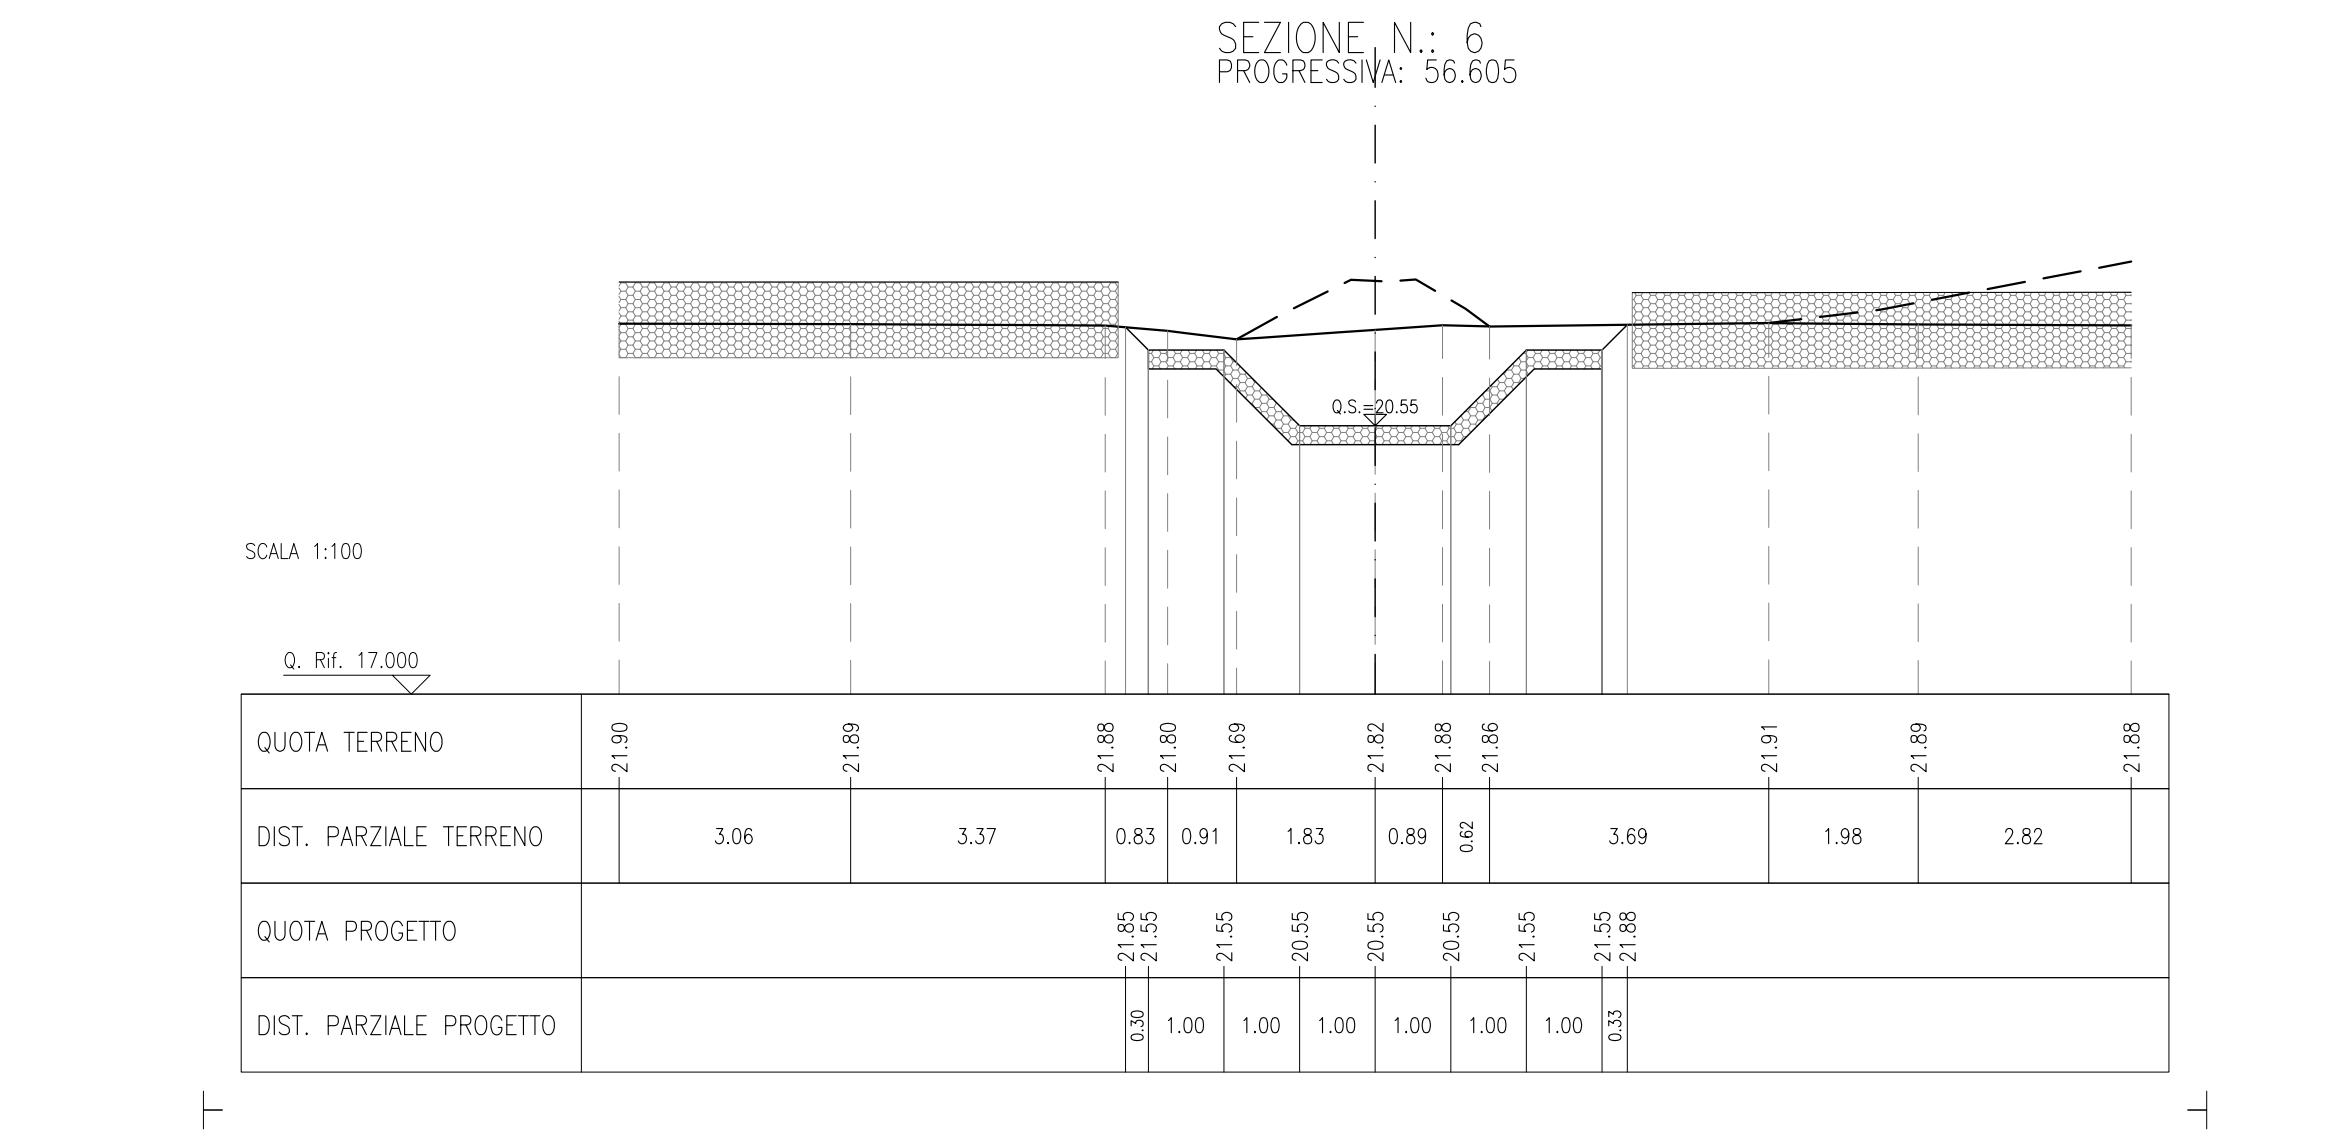 SEZIONE N.: 6
PROGRESSIVA: 56.605
Q.S.=20.55
SCALA 1:100
Q. Rif. 17.000
QUOTA TERRENO 21.90 21.89 21.88 21.80 21.69 21.82 21.88 21.86 21.91 21.89 21.88
DIST. PARZIALE TERRENO 3.06 3.37 0.83 0.91 1.83 0.89 0.62 3.69 1.98 2.82
QUOTA PROGETTO 21.85 21.55 21.55 20.55 20.55 20.55 21.55 21.55 21.88
DIST. PARZIALE PROGETTO 0.30 1.00 1.00 1.00 1.00 1.00 1.00 0.33